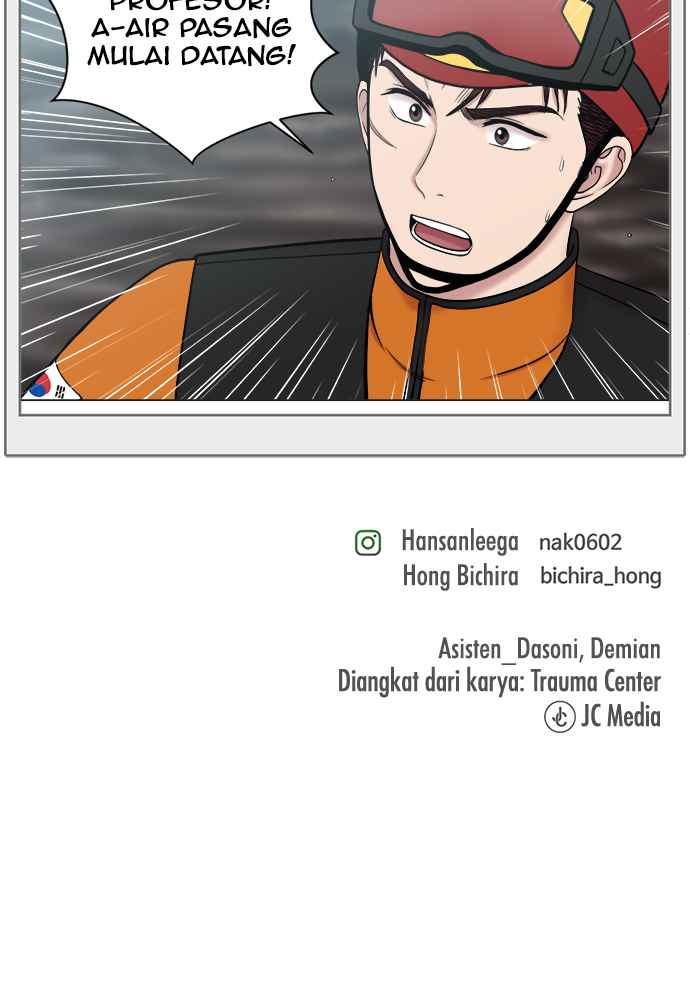 PROFESOR!
A-AIR PASANG
MULAI DATANG!
Hansanleega nak0602
Hong Bichira bichira_hong
Asisten_Dasoni, Demian
Diangkat dari karya: Trauma Center
JC Media